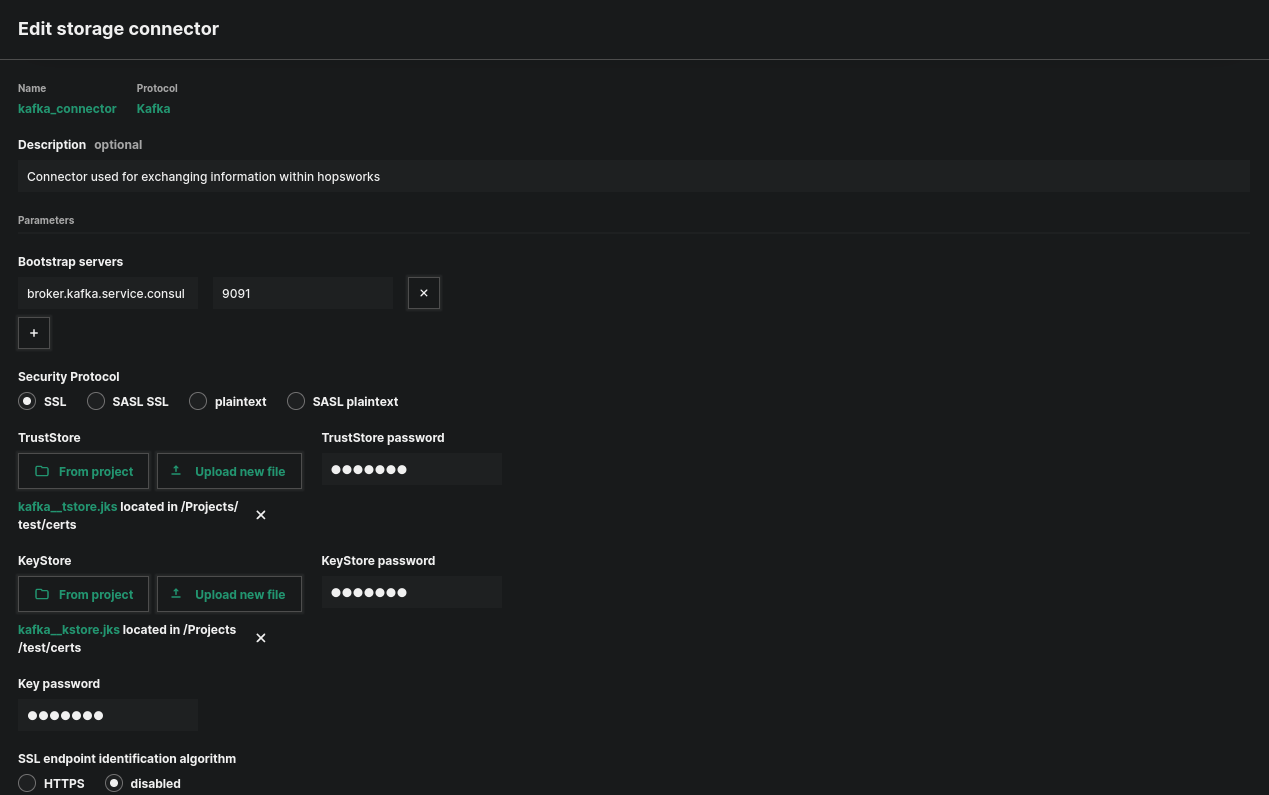 Edit storage connector
Name Protocol
kafka_connector Kafka
Description optional
Connector used for exchanging information within hopsworks
Parameters
Bootstrap servers
broker.kafka.service.consul 9091
Security Protocol
SSL SASL SSL plaintext SASL plaintext
TrustStore TrustStore password
From project Upload new file
kafka__tstore.jks located in /Projects/
test/certs
KeyStore KeyStore password
From project Upload new file
kafka__kstore.jks located in /Projects
/test/certs
Key password
SSL endpoint identification algorithm
HTTPS disabled